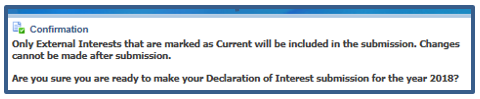 Confirmation
Only External Interests that are marked as Current will be included in the submission. Changes
cannot be made after submission.
Are you sure you are ready to make your Declaration of Interest submission for the year 2018?